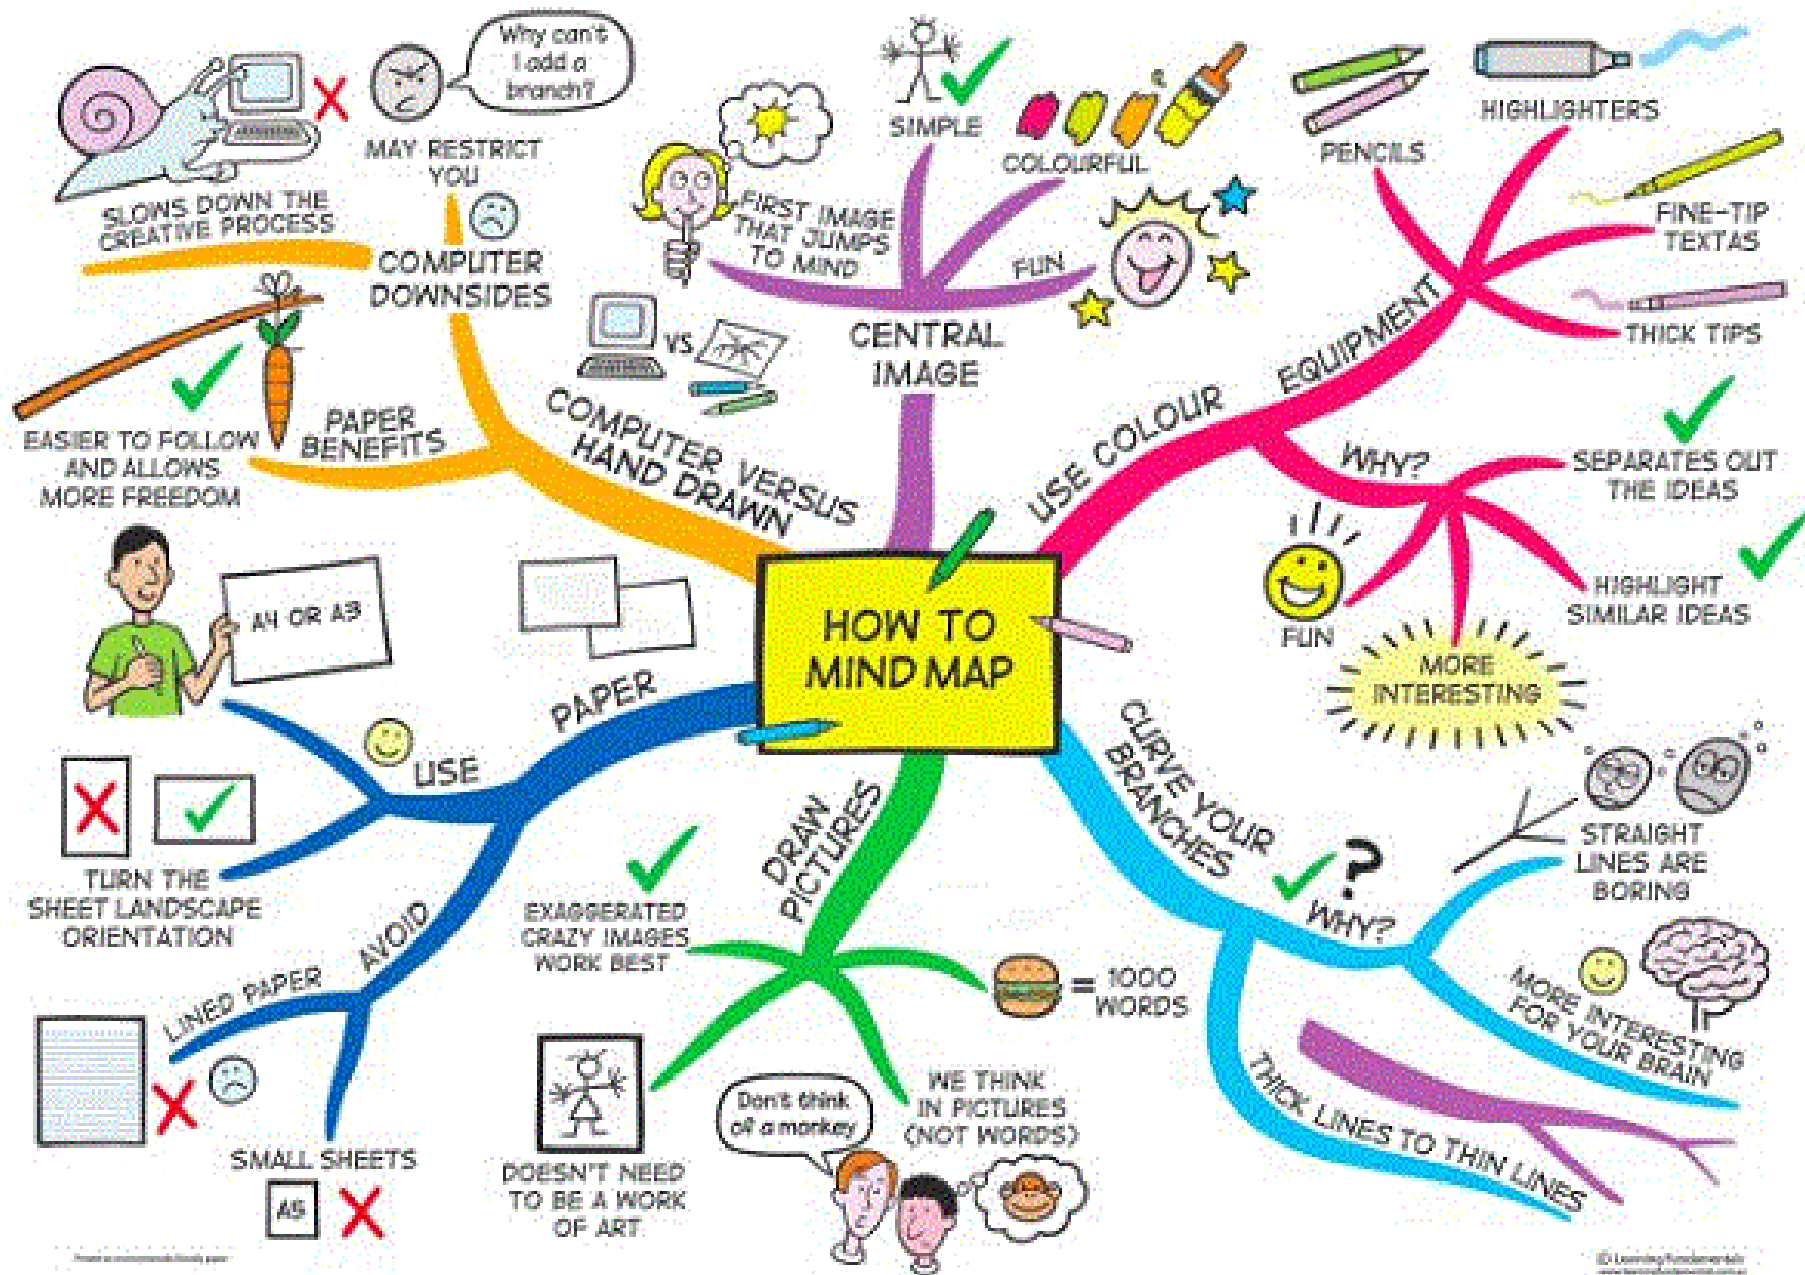 Why can't
I add a
branch?
MAY RESTRICT
YOU
SLOWS DOWN THE
CREATIVE PROCESS
COMPUTER
DOWNSIDES
PAPER
BENEFITS
EASIER TO FOLLOW
AND ALLOWS
MORE FREEDOM
COMPUTER VERSUS
HAND DRAWN
VS
SIMPLE
COLOURFUL
FIRST IMAGE
THAT JUMPS
TO MIND
FUN
CENTRAL
IMAGE
PENCILS
HIGHLIGHTERS
FINE-TIP
TEXTAS
THICK TIPS
EQUIPMENT
USE COLOUR
WHY?
SEPARATES OUT
THE IDEAS
HIGHLIGHT
SIMILAR IDEAS
FUN
MORE
INTERESTING
HOW TO
MIND MAP
A4 OR A3
PAPER
USE
TURN THE
SHEET LANDSCAPE
ORIENTATION
AVOID
LINED PAPER
SMALL SHEETS
A5
DRAW
PICTURES
EXAGGERATED
CRAZY IMAGES
WORK BEST
= 1000
WORDS
DOESN'T NEED
TO BE A WORK
OF ART
Don't think
of a monkey
WE THINK
IN PICTURES
(NOT WORDS)
CURVE YOUR
BRANCHES
?
WHY?
STRAIGHT
LINES ARE
BORING
MORE INTERESTING
FOR YOUR BRAIN
THICK LINES TO THIN LINES
© Learning Fundamentals